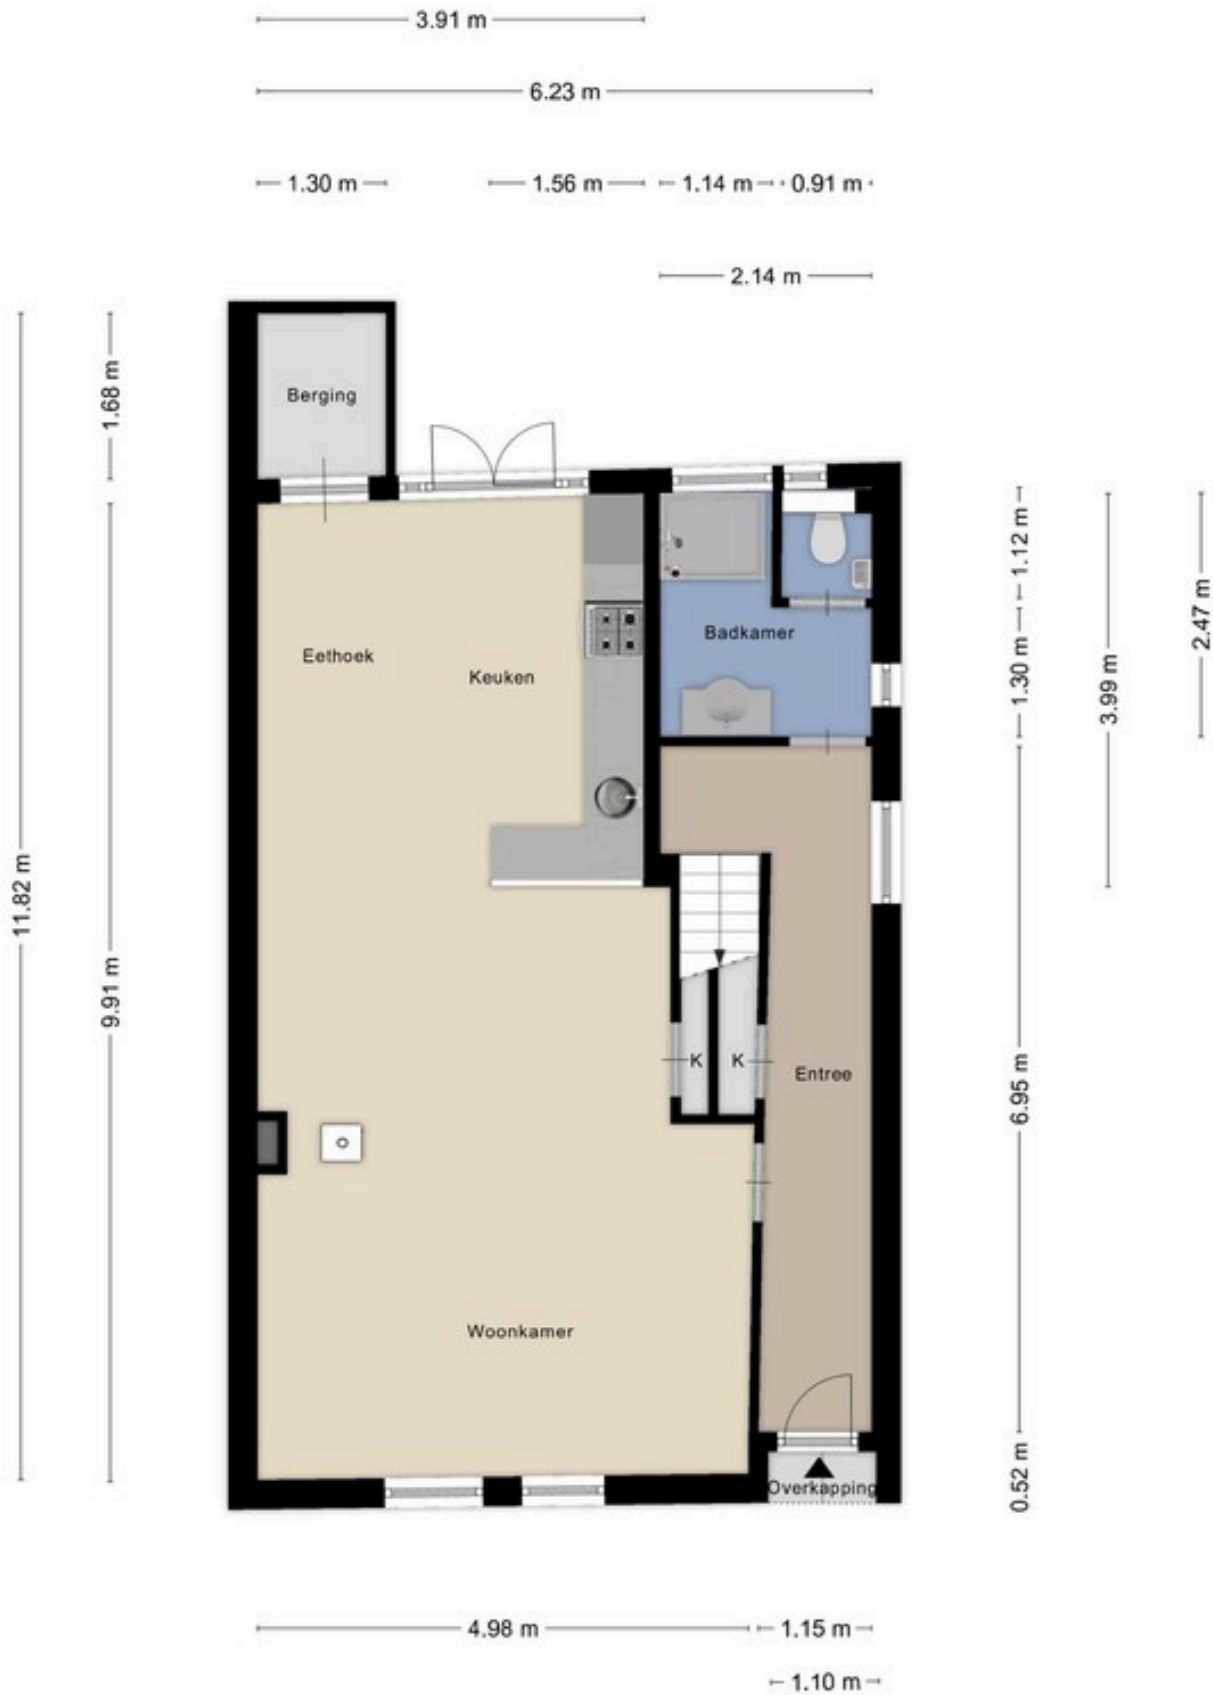 3.91 m
6.23 m
1.30 m
1.56 m
1.14 m
0.91 m
2.14 m
11.82 m
1.68 m
9.91 m
Berging
Eethoek
Keuken
Badkamer
K
K
Entree
Woonkamer
Overkapping
1.12 m
1.30 m
6.95 m
0.52 m
3.99 m
2.47 m
4.98 m
1.15 m
1.10 m